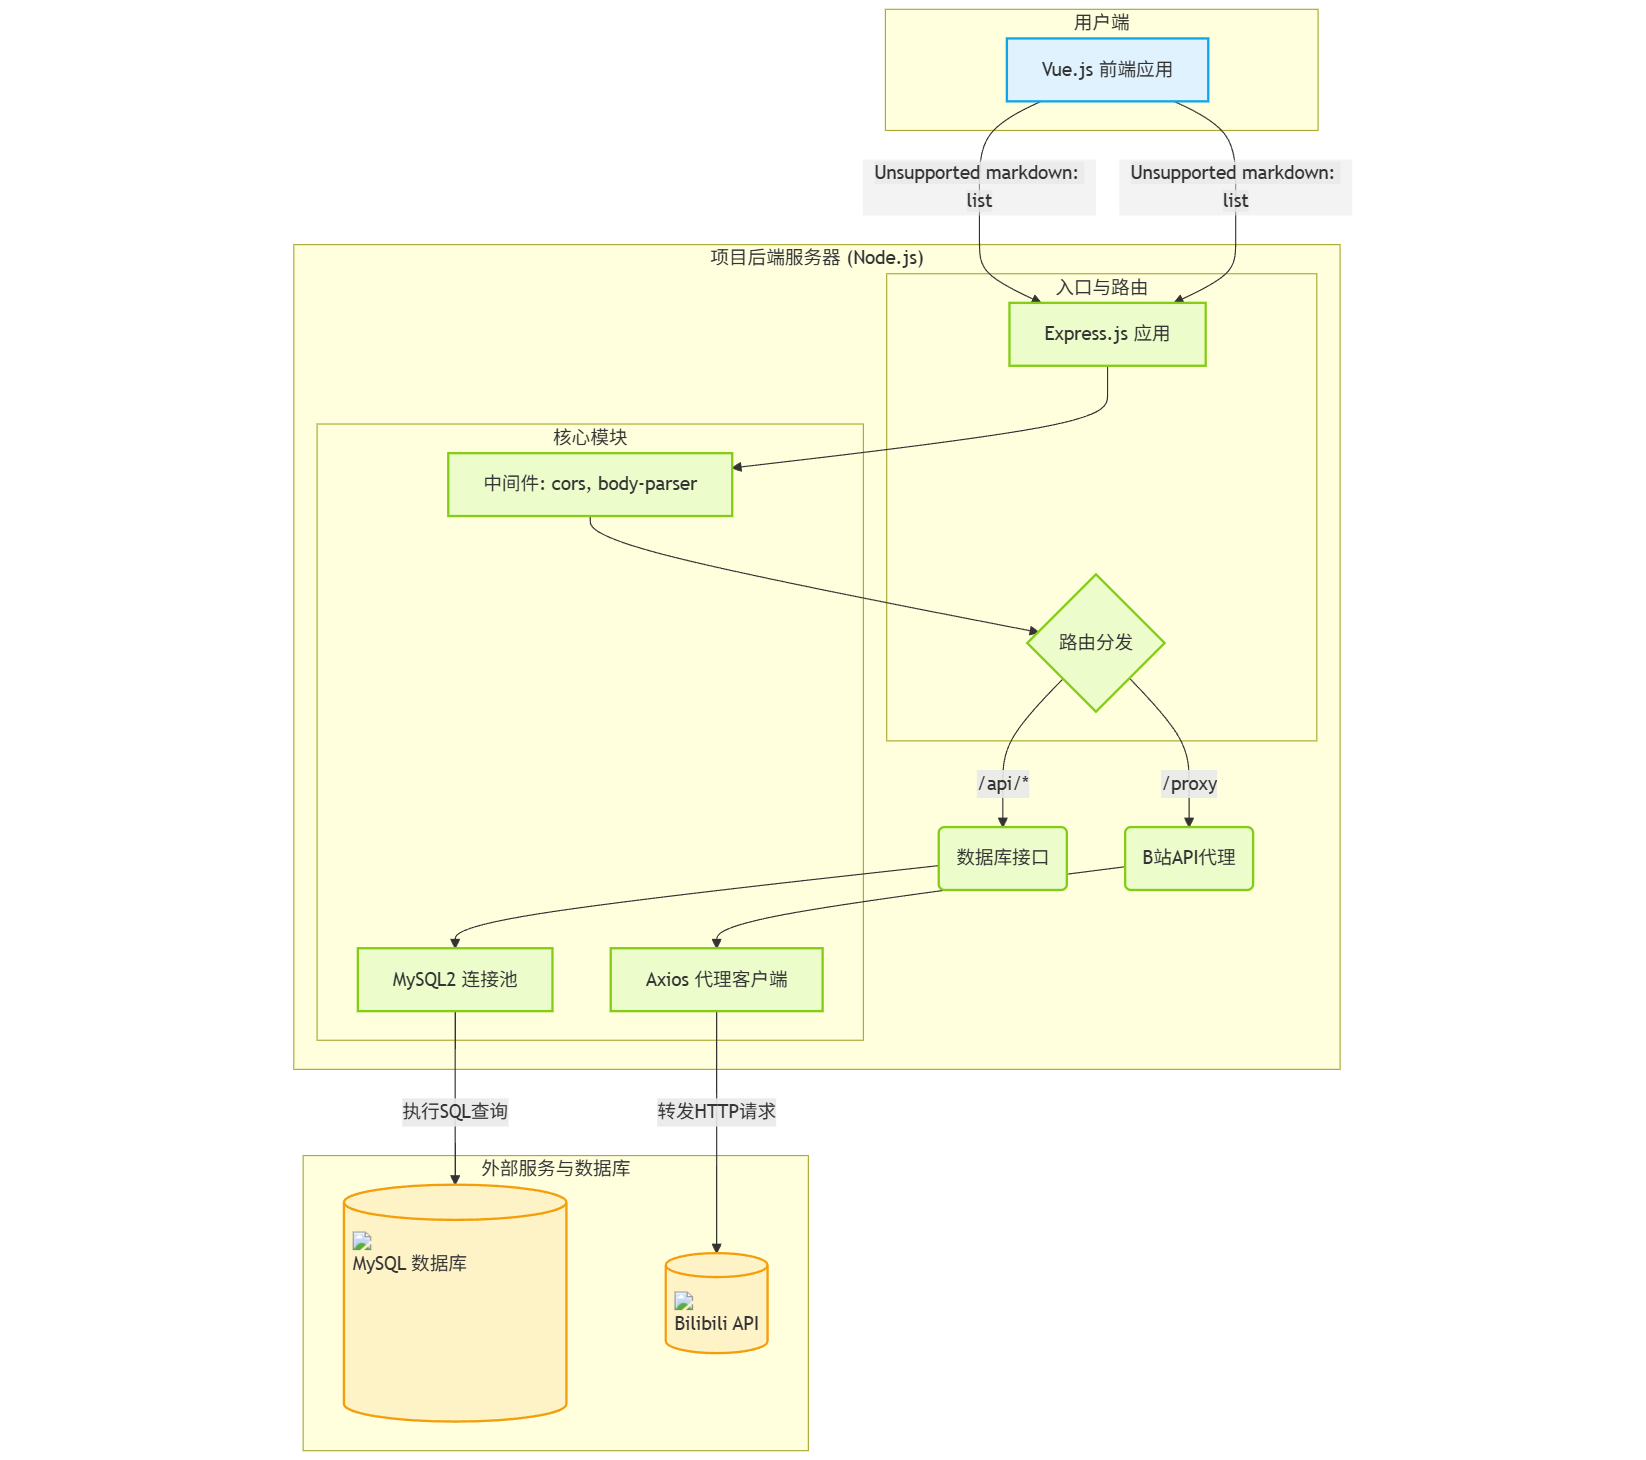 用户端
Vue.js 前端应用
Unsupported markdown:
list
Unsupported markdown:
list
项目后端服务器 (Node.js)
入口与路由
Express.js 应用
核心模块
中间件: cors, body-parser
路由分发
/api/*
/proxy
数据库接口
B站API代理
MySQL2 连接池
Axios 代理客户端
执行SQL查询
转发HTTP请求
外部服务与数据库
MySQL 数据库
Bilibili API